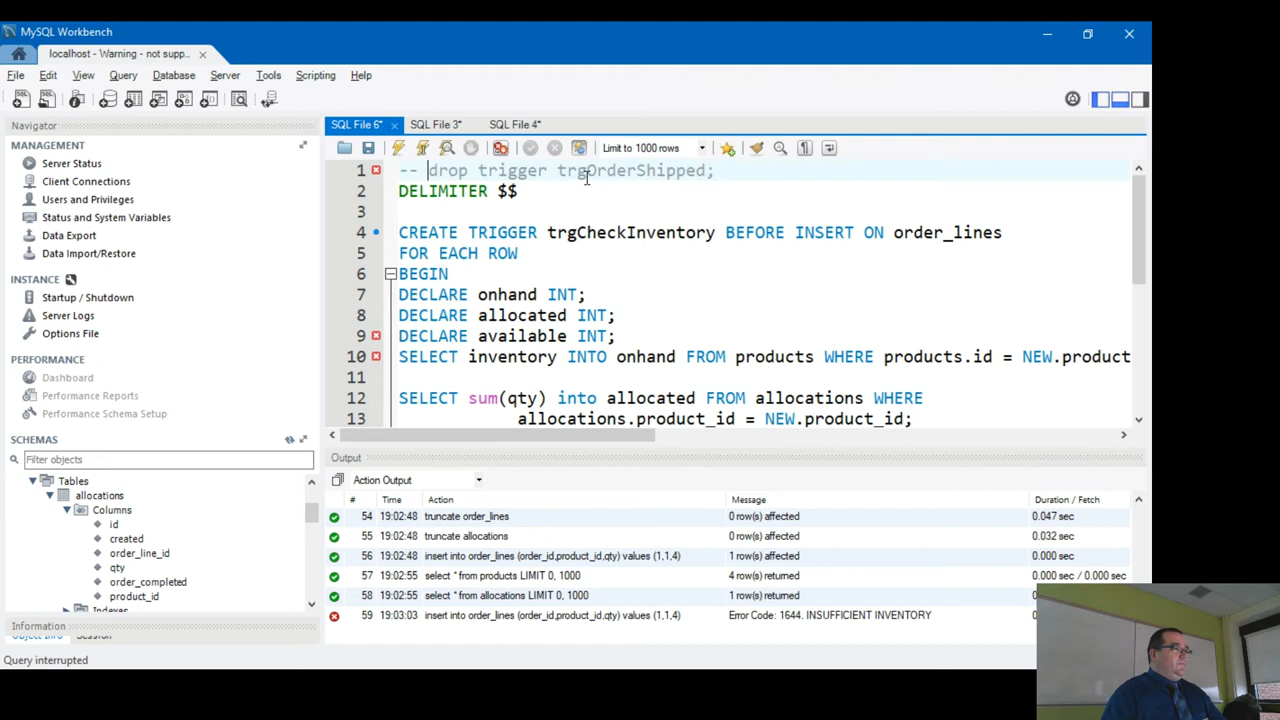 MySQL Workbench
localhost - Warning - not supp...
File Edit View Query Database Server Tools Scripting Help
Navigator
MANAGEMENT
Server Status
Client Connections
Users and Privileges
Status and System Variables
Data Export
Data Import/Restore
INSTANCE
Startup / Shutdown
Server Logs
Options File
PERFORMANCE
Dashboard
Performance Reports
Performance Schema Setup
SCHEMAS
Filter objects
Tables
allocations
Columns
id
created
order_line_id
qty
order_completed
product_id
Indexes
Information
Object Info Session
Query interrupted
SQL File 6* SQL File 3* SQL File 4*
Limit to 1000 rows
1 -- drop trigger trgOrderShipped;
2 DELIMITER $$
3
4 CREATE TRIGGER trgCheckInventory BEFORE INSERT ON order_lines
5 FOR EACH ROW
6 BEGIN
7 DECLARE onhand INT;
8 DECLARE allocated INT;
9 DECLARE available INT;
10 SELECT inventory INTO onhand FROM products WHERE products.id = NEW.product
11
12 SELECT sum(qty) into allocated FROM allocations WHERE
13 allocations.product_id = NEW.product_id;
Output
Action Output
# Time Action Message Duration / Fetch
54 19:02:48 truncate order_lines 0 row(s) affected 0.047 sec
55 19:02:48 truncate allocations 0 row(s) affected 0.032 sec
56 19:02:48 insert into order_lines (order_id,product_id,qty) values (1,1,4) 1 row(s) affected 0.000 sec
57 19:02:55 select * from products LIMIT 0, 1000 4 row(s) returned 0.000 sec / 0.000 sec
58 19:02:55 select * from allocations LIMIT 0, 1000 1 row(s) returned
59 19:03:03 insert into order_lines (order_id,product_id,qty) values (1,1,4) Error Code: 1644. INSUFFICIENT INVENTORY